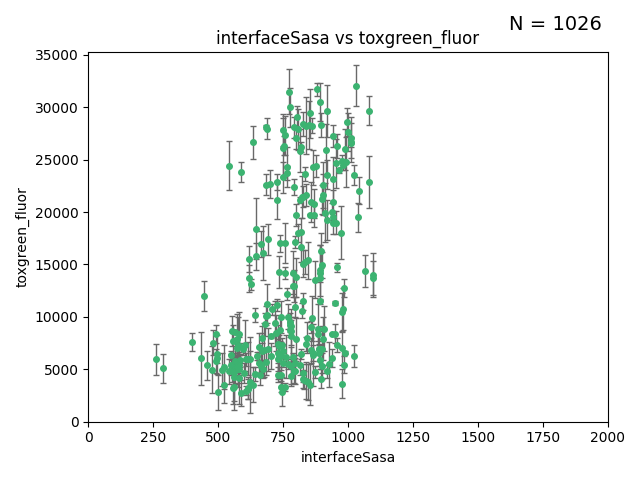 N = 1026
interfaceSasa vs toxgreen_fluor
35000
30000
25000
20000
15000
10000
5000
0
toxgreen_fluor
0 250 500 750 1000 1250 1500 1750 2000
interfaceSasa